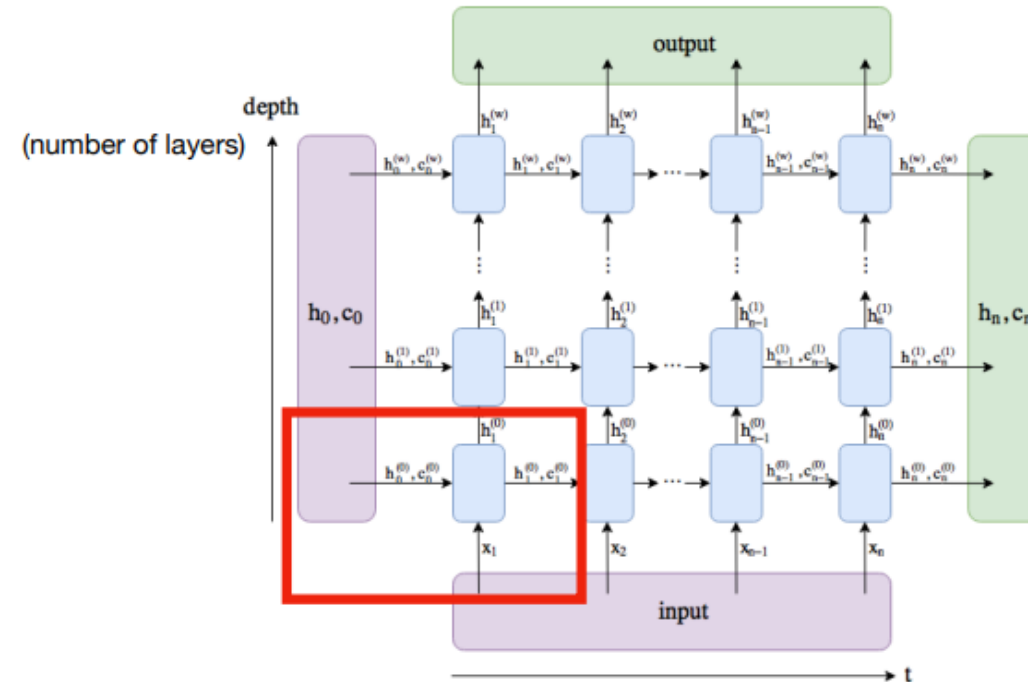 output
depth
(number of layers)
h_1^{(w)} h_2^{(w)} h_{n-1}^{(w)} h_n^{(w)}
h_0^{(w)}, c_0^{(w)} h_1^{(w)}, c_1^{(w)} ... h_{n-1}^{(w)}, c_{n-1}^{(w)} h_n^{(w)}, c_n^{(w)}
h_0, c_0
h_n, c
h_1^{(1)} h_2^{(1)} h_{n-1}^{(1)} h_n^{(1)}
h_0^{(1)}, c_0^{(1)} h_1^{(1)}, c_1^{(1)} ... h_{n-1}^{(1)}, c_{n-1}^{(1)} h_n^{(1)}, c_n^{(1)}
h_1^{(0)} h_2^{(0)} h_{n-1}^{(0)} h_n^{(0)}
h_0^{(0)}, c_0^{(0)} h_1^{(0)}, c_1^{(0)} ... h_{n-1}^{(0)}, c_{n-1}^{(0)} h_n^{(0)}, c_n^{(0)}
x_1 x_2 x_{n-1} x_n
input
t